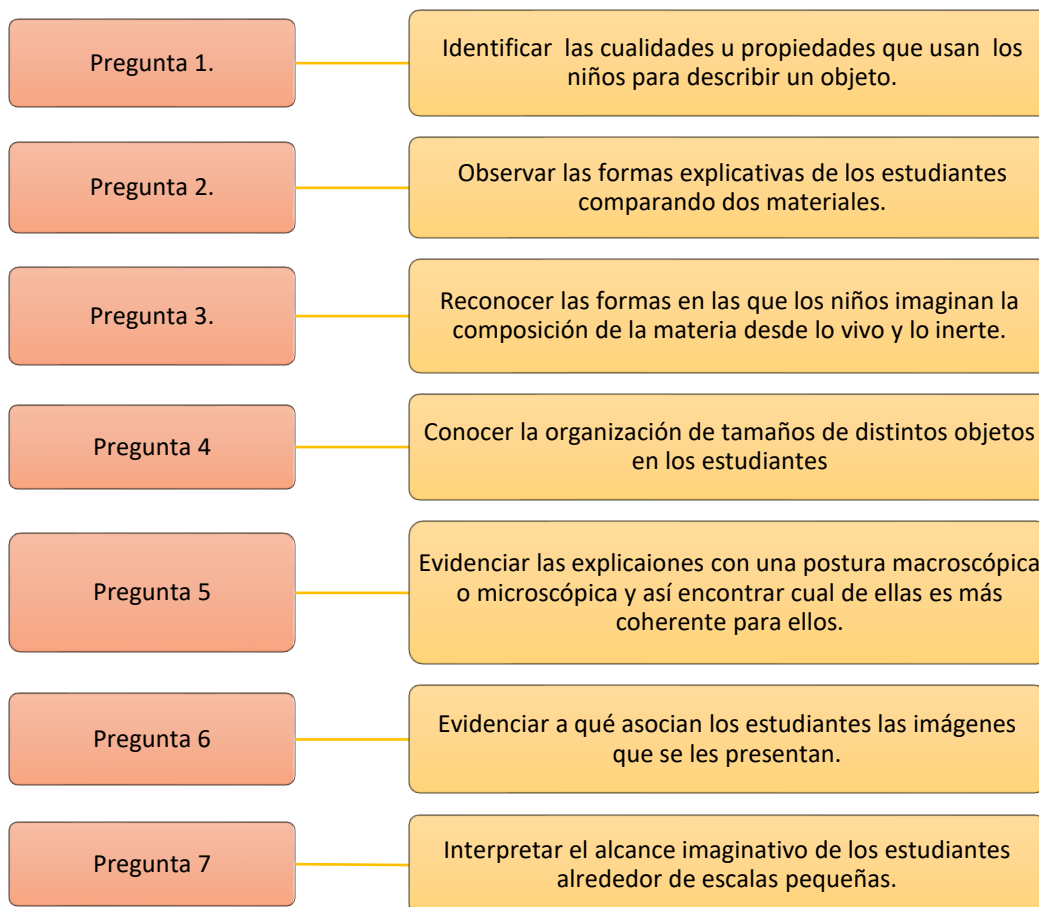 Pregunta 1.
Identificar  las cualidades u propiedades que usan  los
niños para describir un objeto.
Pregunta 2.
Observar las formas explicativas de los estudiantes
comparando dos materiales.
Pregunta 3.
Reconocer las formas en las que los niños imaginan la
composición de la materia desde lo vivo y lo inerte.
Pregunta 4
Conocer la organización de tamaños de distintos objetos
en los estudiantes
Pregunta 5
Evidenciar las explicaiones con una postura macroscópica
o microscópica y así encontrar cual de ellas es más
coherente para ellos.
Pregunta 6
Evidenciar a qué asocian los estudiantes las imágenes
que se les presentan.
Pregunta 7
Interpretar el alcance imaginativo de los estudiantes
alrededor de escalas pequeñas.